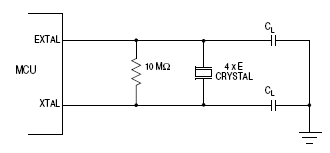 EXTAL
MCU
10 MΩ
4 x E
CRYSTAL
XTAL
CL
CL